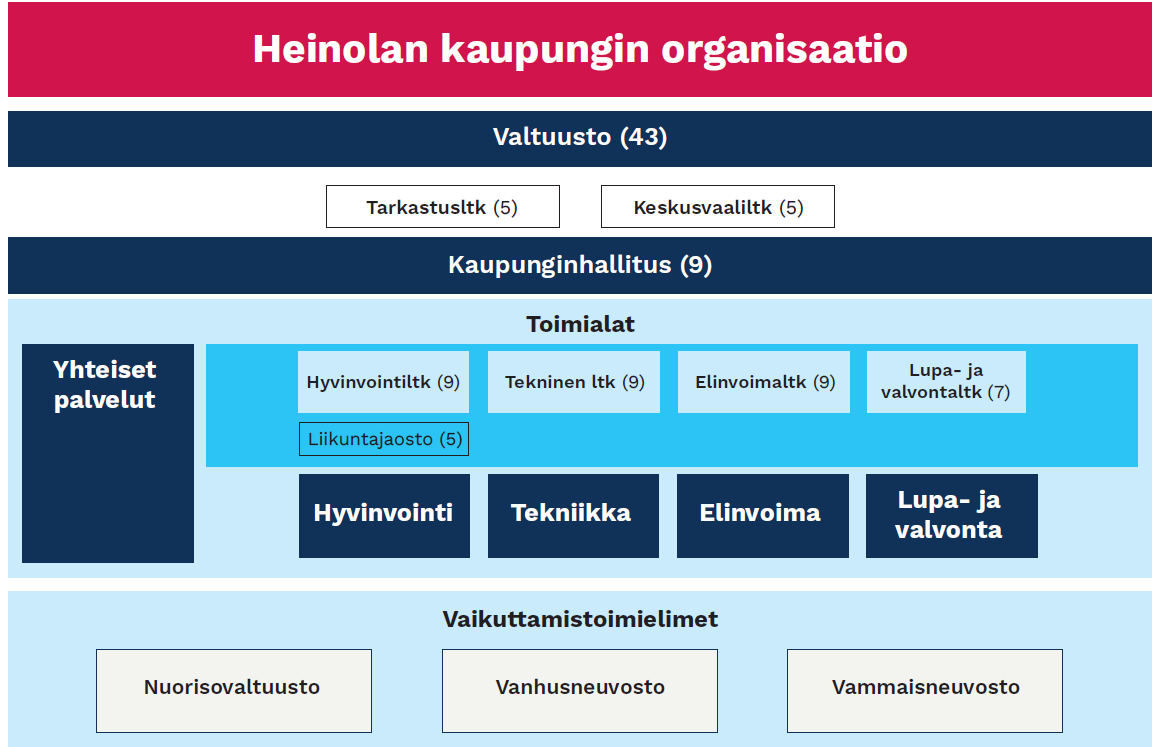 Heinolan kaupungin organisaatio
Valtuusto (43)
Tarkastusltk (5)
Keskusvaaliltk (5)
Kaupunginhallitus (9)
Toimialat
Yhteiset
palvelut
Hyvinvointiltk (9)
Tekninen ltk (9)
Elinvoimaltk (9)
Lupa- ja
valvontaltk (7)
Liikuntajaosto (5)
Hyvinvointi
Tekniikka
Elinvoima
Lupa- ja
valvonta
Vaikuttamistoimielimet
Nuorisovaltuusto
Vanhusneuvosto
Vammaisneuvosto